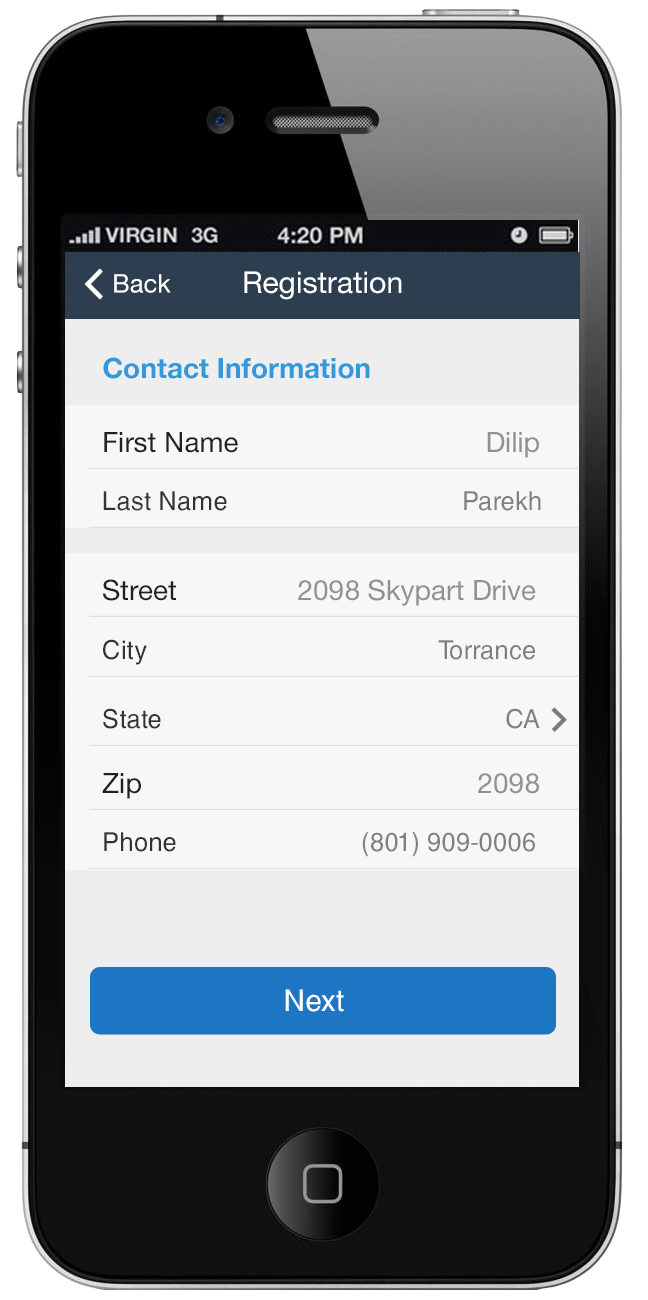 VIRGIN 3G 4:20 PM
Back Registration
Contact Information
First Name Dilip
Last Name Parekh
Street 2098 Skypart Drive
City Torrance
State CA
Zip 2098
Phone (801) 909-0006
Next